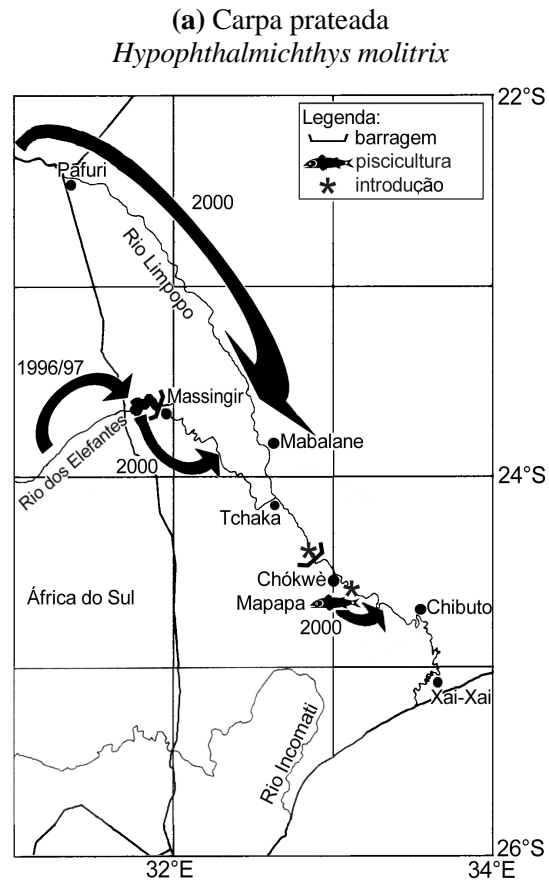 (a) Carpa prateada
Hypophthalmichthys molitrix
22°S
Legenda:
barragem
piscicultura
introdução
Pafuri
2000
Rio Limpopo
1996/97
Massingir
Rio dos Elefantes
2000
Mabalane
24°S
Tchaka
Chókwè
África do Sul
Mapapa
2000
Chibuto
Xai-Xai
Rio Incomati
26°S
32°E
34°E